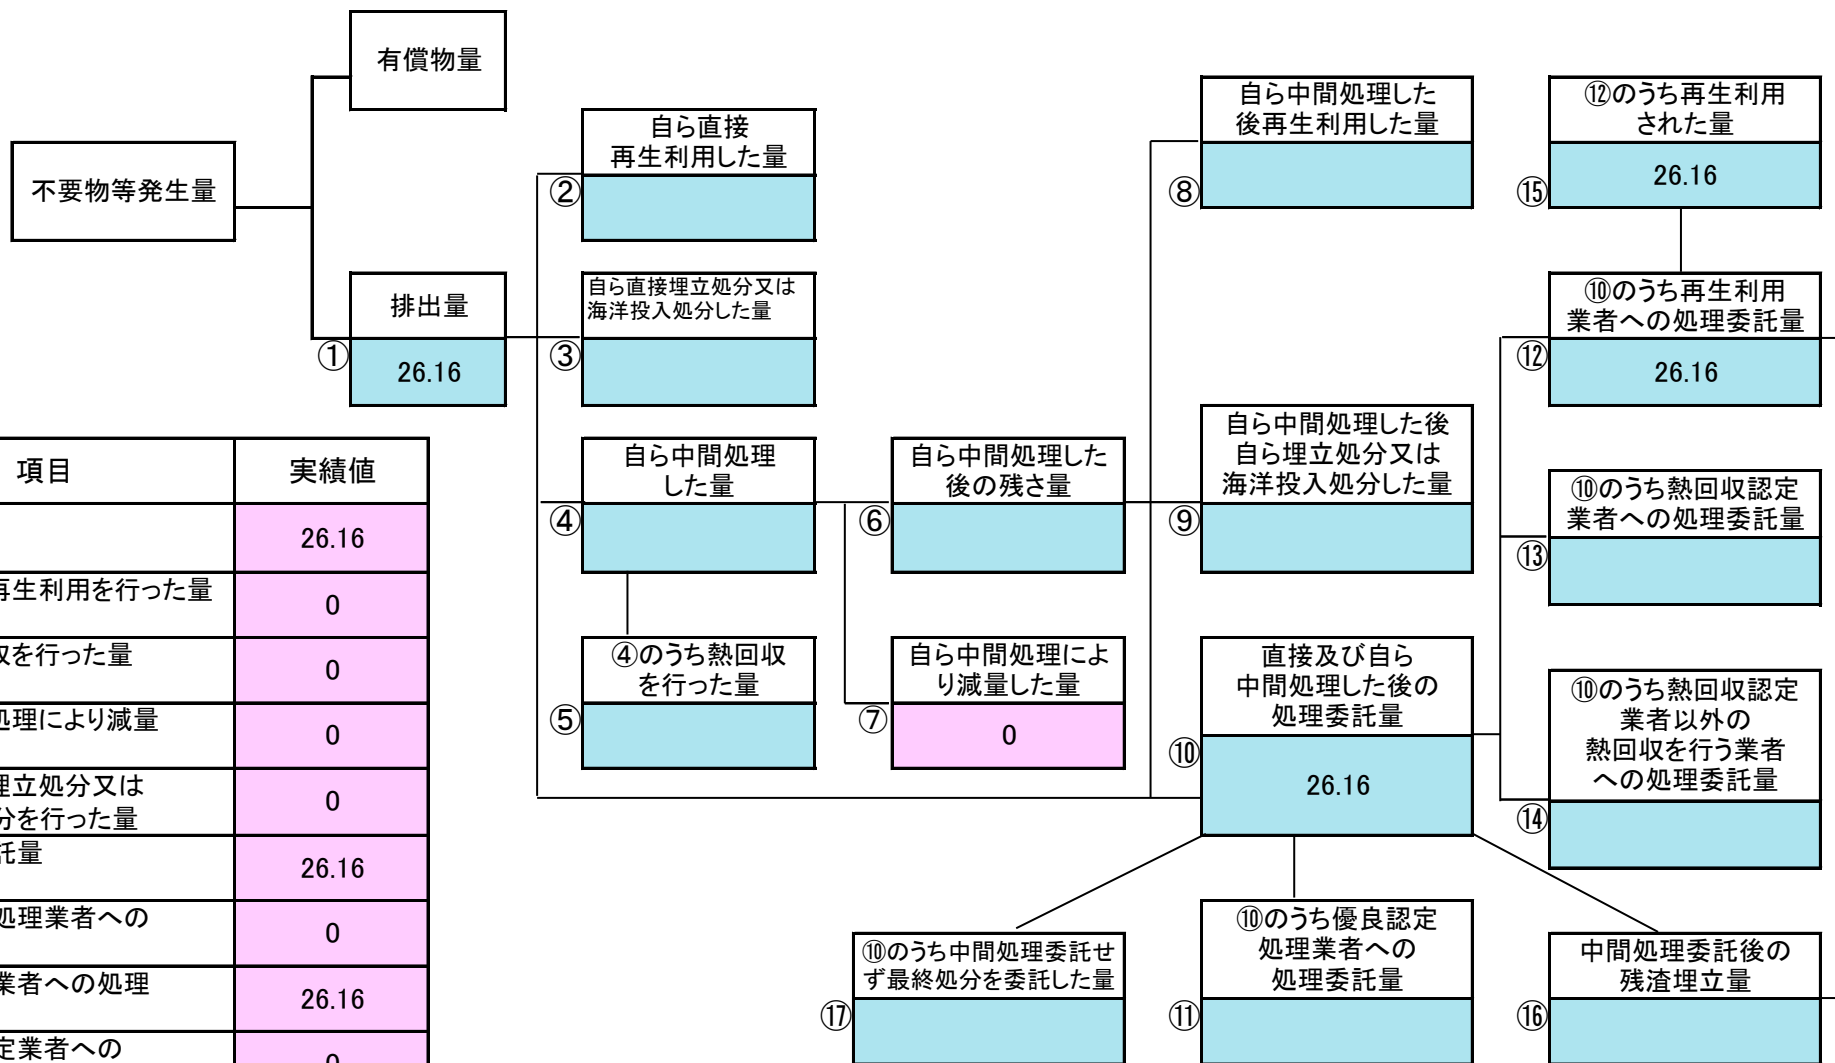 有償物量
不要物等発生量
排出量
①
26.16
自ら直接
再生利用した量
②
自ら直接埋立処分又は
海洋投入処分した量
③
自ら中間処理
した量
④
④のうち熱回収
を行った量
⑤
自ら中間処理した
後の残さ量
⑥
自ら中間処理によ
り減量した量
⑦
0
自ら中間処理した
後再生利用した量
⑧
自ら中間処理した後
自ら埋立処分又は
海洋投入処分した量
⑨
直接及び自ら
中間処理した後の
処理委託量
⑩
26.16
⑫のうち再生利用
された量
⑮
26.16
⑩のうち再生利用
業者への処理委託量
⑫
26.16
⑩のうち熱回収認定
業者への処理委託量
⑬
⑩のうち熱回収認定
業者以外の
熱回収を行う業者
への処理委託量
⑭
⑩のうち中間処理委託せ
ず最終処分を委託した量
⑰
⑩のうち優良認定
処理業者への
処理委託量
⑪
中間処理委託後の
残渣埋立量
⑯
項目 実績値
26.16
再生利用を行った量 0
を行った量 0
処理により減量 0
埋立処分又は
を行った量 0
託量 26.16
処理業者への 0
業者への処理 26.16
定業者への 0